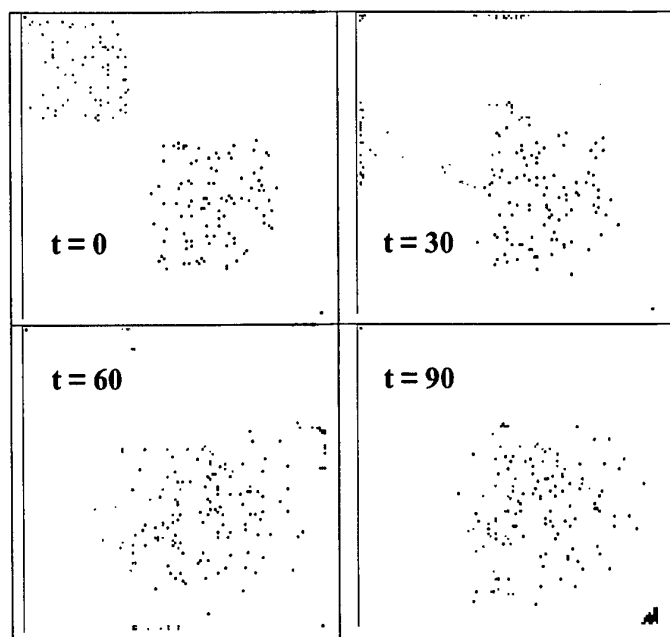 t = 0
t = 30
t = 60
t = 90